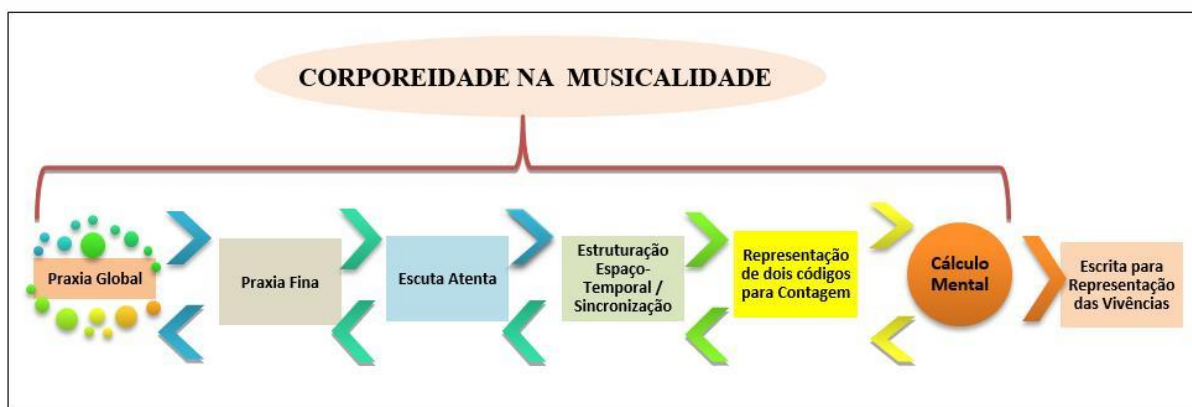 CORPOREIDADE NA MUSICALIDADE
Praxia Global
Praxia Fina
Escuta Atenta
Estruturação
Espaço-
Temporal /
Sincronização
Representação
de dois códigos
para Contagem
Cálculo
Mental
Escrita para
Representação
das Vivências